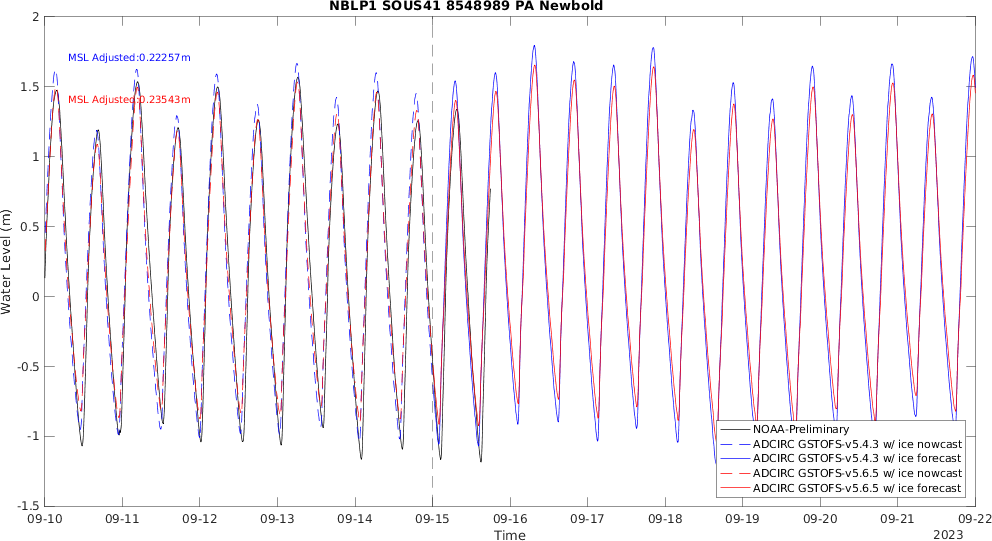 NBLP1 SOUS41 8548989 PA Newbold
MSL Adjusted:0.22257m
MSL Adjusted:0.23543m
Water Level (m)
2
1.5
1
0.5
0
-0.5
-1
-1.5
NOAA-Preliminary
ADCIRC GSTOFS-v5.4.3 w/ ice nowcast
ADCIRC GSTOFS-v5.4.3 w/ ice forecast
ADCIRC GSTOFS-v5.6.5 w/ ice nowcast
ADCIRC GSTOFS-v5.6.5 w/ ice forecast
09-10 09-11 09-12 09-13 09-14 09-15 09-16 09-17 09-18 09-19 09-20 09-21 09-22
Time
2023